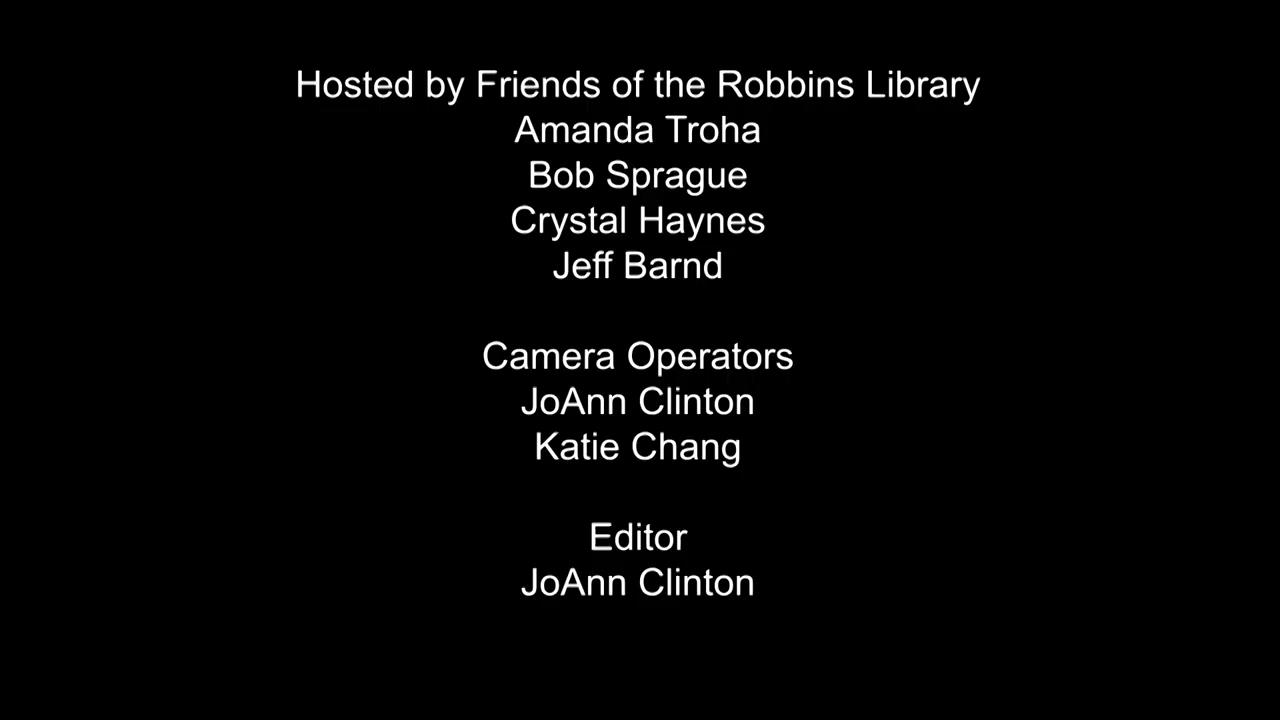 Hosted by Friends of the Robbins Library
Amanda Troha
Bob Sprague
Crystal Haynes
Jeff Barnd
Camera Operators
JoAnn Clinton
Katie Chang
Editor
JoAnn Clinton